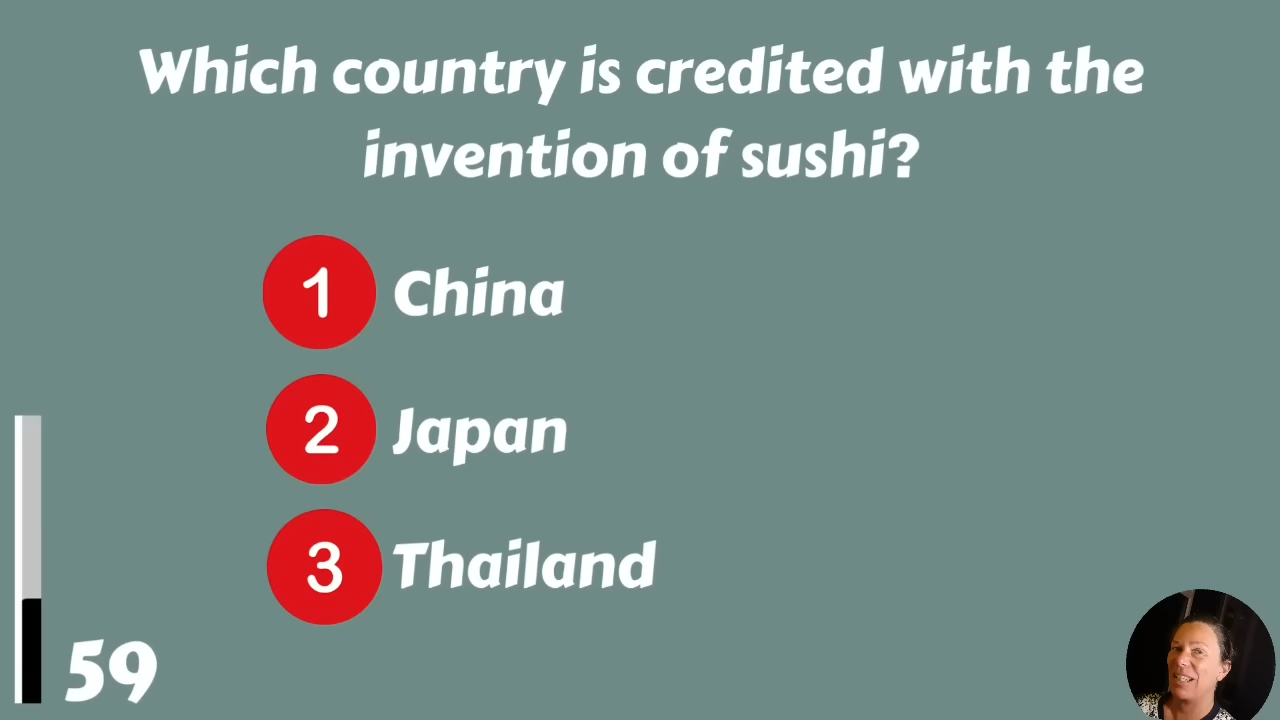 Which country is credited with the
invention of sushi?
1 China
2 Japan
3 Thailand
59